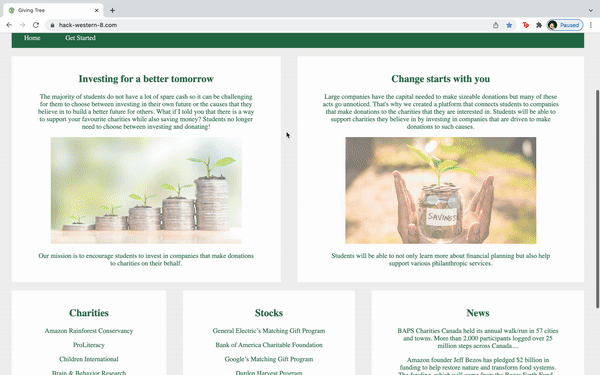 Giving Tree
hack-western-8.com
Paused
Home
Get Started
Investing for a better tomorrow
The majority of students do not have a lot of spare cash so it can be challenging
for them to choose between investing in their own future or the causes that they
believe in to build a better future for others. What if I told you that there is a way
to support your favourite charities while also saving money? Students no longer
need to choose between investing and donating!
Our mission is to encourage students to invest in companies that make donations
to charities on their behalf.
Change starts with you
Large companies have the capital needed to make sizeable donations but many of these
acts go unnoticed. That's why we created a platform that connects students to companies
that make donations to the charities that they are interested in. Students will be able to
support charities they believe in by investing in companies that are driven to make
donations to such causes.
SAVINGS
Students will be able to not only learn more about financial planning but also help
support various philanthropic services.
Charities
Amazon Rainforest Conservancy
ProLiteracy
Children International
Brain & Behavior Research
Stocks
General Electric's Matching Gift Program
Bank of America Charitable Foundation
Google's Matching Gift Program
Darden Harvest Program
News
BAPS Charities Canada held its annual walk/run in 57 cities
and towns. More than 2,000 participants logged over 25
million steps across Canada....
Amazon founder Jeff Bezos has pledged $2 billion in
funding to help restore nature and transform food systems.
The funding, which will come from the Bezos Earth Fund,